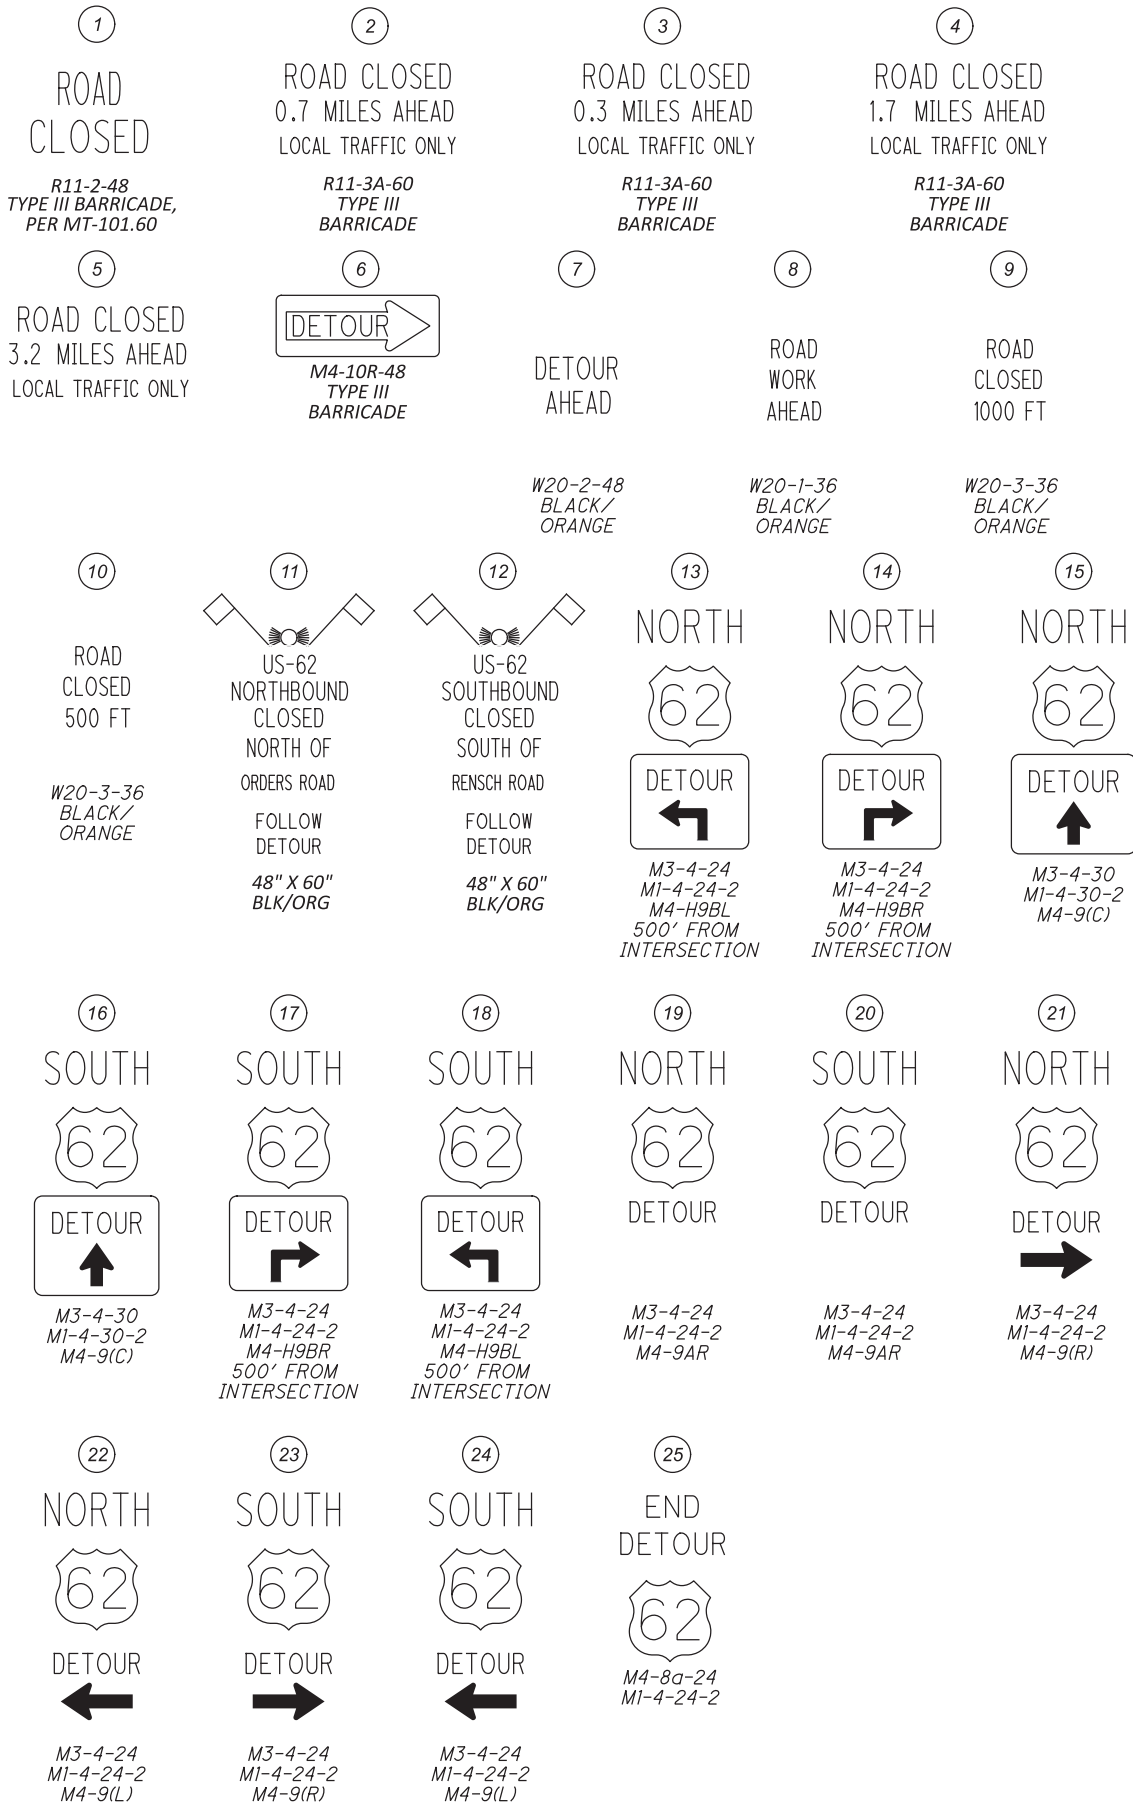 1
ROAD
CLOSED
R11-2-48
TYPE III BARRICADE,
PER MT-101.60
2
ROAD CLOSED
0.7 MILES AHEAD
LOCAL TRAFFIC ONLY
R11-3A-60
TYPE III
BARRICADE
3
ROAD CLOSED
0.3 MILES AHEAD
LOCAL TRAFFIC ONLY
R11-3A-60
TYPE III
BARRICADE
4
ROAD CLOSED
1.7 MILES AHEAD
LOCAL TRAFFIC ONLY
R11-3A-60
TYPE III
BARRICADE
5
ROAD CLOSED
3.2 MILES AHEAD
LOCAL TRAFFIC ONLY
6
DETOUR
M4-10R-48
TYPE III
BARRICADE
7
DETOUR
AHEAD
W20-2-48
BLACK/
ORANGE
8
ROAD
WORK
AHEAD
W20-1-36
BLACK/
ORANGE
9
ROAD
CLOSED
1000 FT
W20-3-36
BLACK/
ORANGE
10
ROAD
CLOSED
500 FT
W20-3-36
BLACK/
ORANGE
11
US-62
NORTHBOUND
CLOSED
NORTH OF
ORDERS ROAD
FOLLOW
DETOUR
48" X 60"
BLK/ORG
12
US-62
SOUTHBOUND
CLOSED
SOUTH OF
RENSCH ROAD
FOLLOW
DETOUR
48" X 60"
BLK/ORG
13
NORTH
62
DETOUR
M3-4-24
M1-4-24-2
M4-H9BL
500' FROM
INTERSECTION
14
NORTH
62
DETOUR
M3-4-24
M1-4-24-2
M4-H9BR
500' FROM
INTERSECTION
15
NORTH
62
DETOUR
M3-4-30
M1-4-30-2
M4-9(C)
16
SOUTH
62
DETOUR
M3-4-30
M1-4-30-2
M4-9(C)
17
SOUTH
62
DETOUR
M3-4-24
M1-4-24-2
M4-H9BR
500' FROM
INTERSECTION
18
SOUTH
62
DETOUR
M3-4-24
M1-4-24-2
M4-H9BL
500' FROM
INTERSECTION
19
NORTH
62
DETOUR
M3-4-24
M1-4-24-2
M4-9AR
20
SOUTH
62
DETOUR
M3-4-24
M1-4-24-2
M4-9AR
21
NORTH
62
DETOUR
M3-4-24
M1-4-24-2
M4-9(R)
22
NORTH
62
DETOUR
M3-4-24
M1-4-24-2
M4-9(L)
23
SOUTH
62
DETOUR
M3-4-24
M1-4-24-2
M4-9(R)
24
SOUTH
62
DETOUR
M3-4-24
M1-4-24-2
M4-9(L)
25
END
DETOUR
62
M4-8a-24
M1-4-24-2